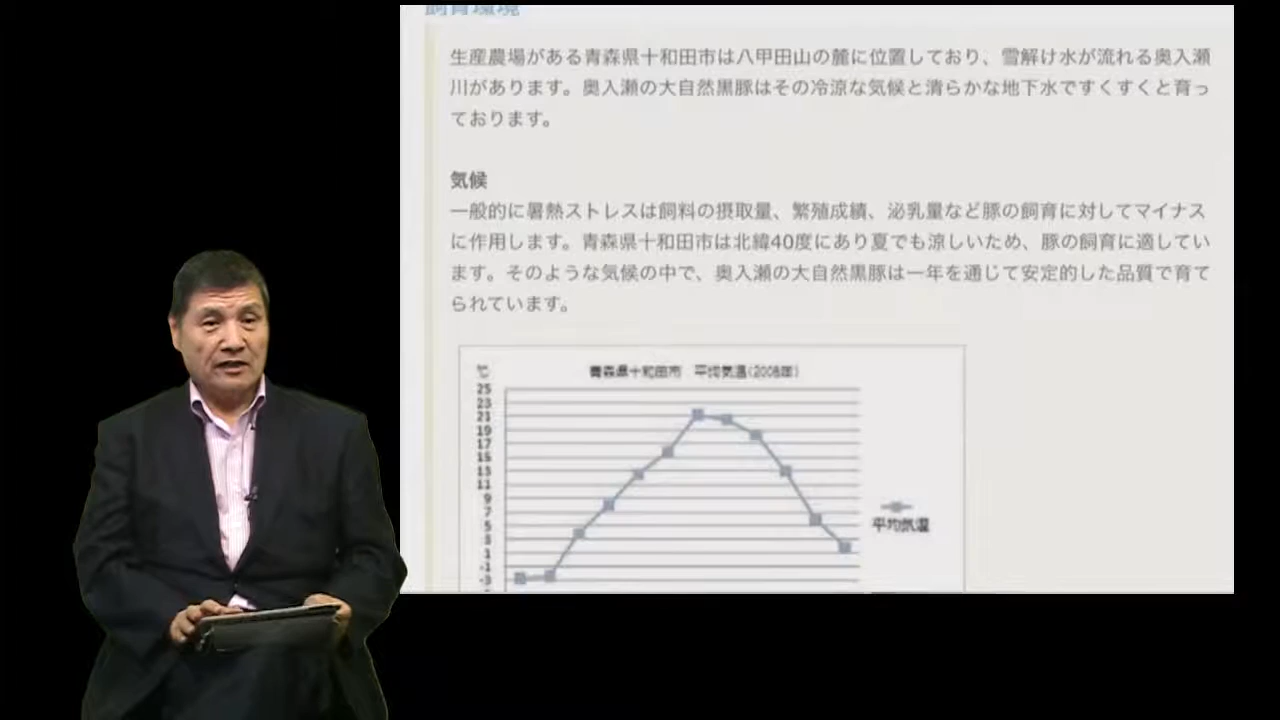 飼育環境
生産農場がある青森県十和田市は八甲田山の麓に位置しており、雪解け水が流れる奥入瀬
川があります。奥入瀬の大自然黒豚はその冷涼な気候と清らかな地下水ですくすくと育っ
ております。
気候
一般的に暑熱ストレスは飼料の摂取量、繁殖成績、泌乳量など豚の飼育に対してマイナス
に作用します。青森県十和田市は北緯40度にあり夏でも涼しいため、豚の飼育に適してい
ます。そのような気候の中で、奥入瀬の大自然黒豚は一年を通じて安定的した品質で育て
られています。
℃
青森県十和田市 平均気温(2008年)
25
23
21
19
17
15
13
11
9
7
5
3
1
-1
-3
平均気温